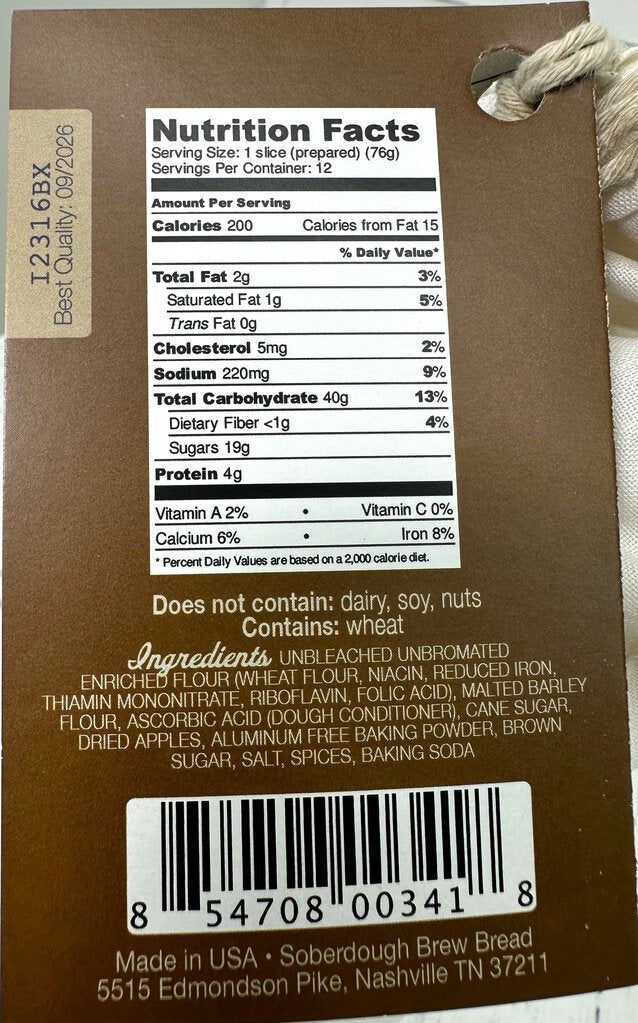 I2316BX
Best Quality: 09/2026
Nutrition Facts
Serving Size: 1 slice (prepared) (76g)
Servings Per Container: 12
Amount Per Serving
Calories 200 Calories from Fat 15
% Daily Value*
Total Fat 2g 3%
Saturated Fat 1g 5%
Trans Fat 0g
Cholesterol 5mg 2%
Sodium 220mg 9%
Total Carbohydrate 40g 13%
Dietary Fiber <1g 4%
Sugars 19g
Protein 4g
Vitamin A 2% • Vitamin C 0%
Calcium 6% • Iron 8%
* Percent Daily Values are based on a 2,000 calorie diet.
Does not contain: dairy, soy, nuts
Contains: wheat
Ingredients UNBLEACHED UNBROMATED
ENRICHED FLOUR (WHEAT FLOUR, NIACIN, REDUCED IRON,
THIAMIN MONONITRATE, RIBOFLAVIN, FOLIC ACID), MALTED BARLEY
FLOUR, ASCORBIC ACID (DOUGH CONDITIONER), CANE SUGAR,
DRIED APPLES, ALUMINUM FREE BAKING POWDER, BROWN
SUGAR, SALT, SPICES, BAKING SODA
8 54708 00341 8
Made in USA • Soberdough Brew Bread
5515 Edmondson Pike, Nashville TN 37211